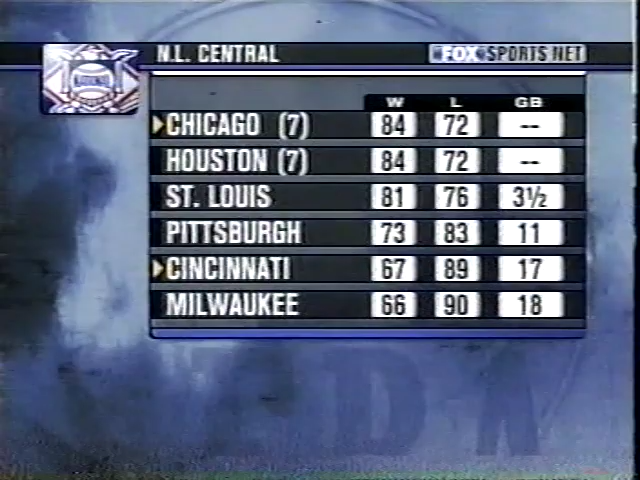 N.L. CENTRAL FOX SPORTS NET
W L GB
CHICAGO (7) 84 72 --
HOUSTON (7) 84 72 --
ST. LOUIS 81 76 3½
PITTSBURGH 73 83 11
CINCINNATI 67 89 17
MILWAUKEE 66 90 18